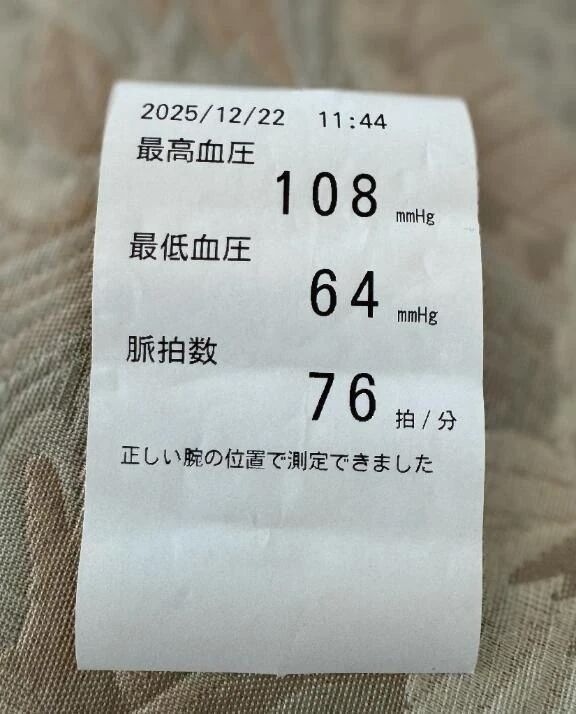 2025/12/22 11:44
最高血圧
108 mmHg
最低血圧
64 mmHg
脈拍数
76 拍/分
正しい腕の位置で測定できました